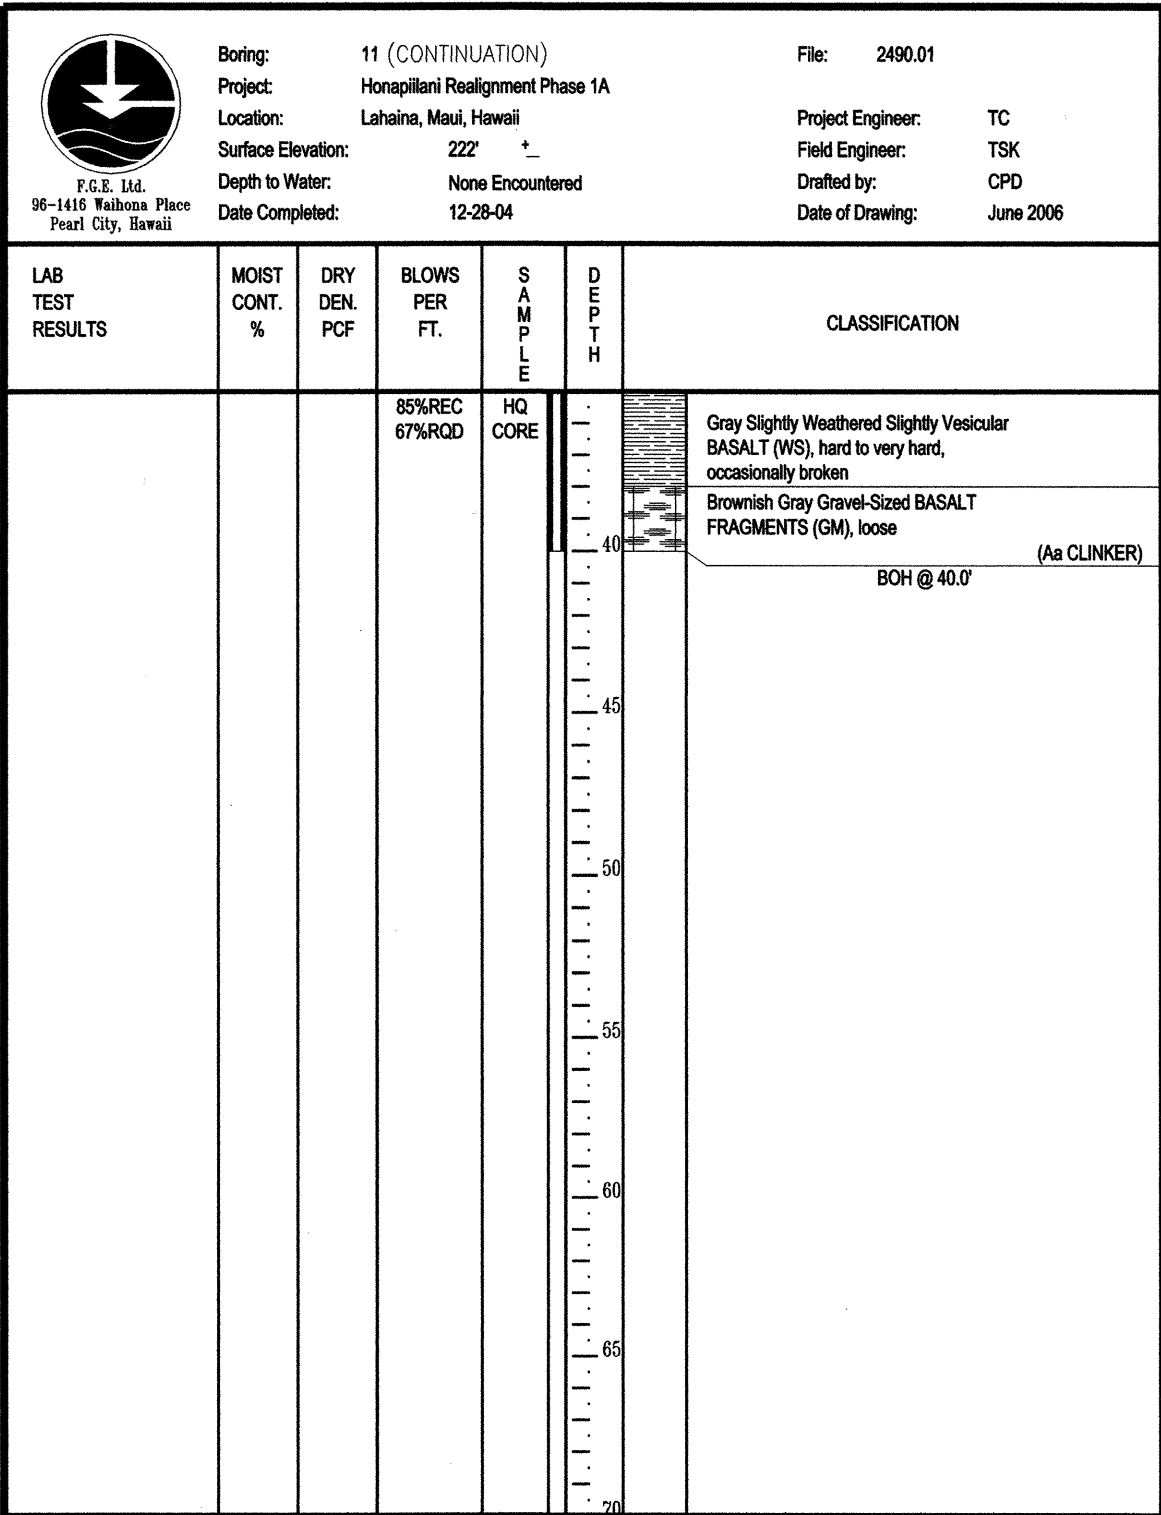 Boring: 11 (CONTINUATION) File: 2490.01
Project: Honapiilani Realignment Phase 1A
Location: Lahaina, Maui, Hawaii Project Engineer: TC
Surface Elevation: 222' +_ Field Engineer: TSK
Depth to Water: None Encountered Drafted by: CPD
Date Completed: 12-28-04 Date of Drawing: June 2006
F.G.E. Ltd.
96-1416 Waihona Place
Pearl City, Hawaii
LAB
TEST
RESULTS
MOIST
CONT.
%
DRY
DEN.
PCF
BLOWS
PER
FT.
SAMPLE
DEPTH
CLASSIFICATION
85%REC
67%RQD
HQ
CORE
Gray Slightly Weathered Slightly Vesicular
BASALT (WS), hard to very hard,
occasionally broken
Brownish Gray Gravel-Sized BASALT
FRAGMENTS (GM), loose
(Aa CLINKER)
BOH @ 40.0'
40
45
50
55
60
65
70